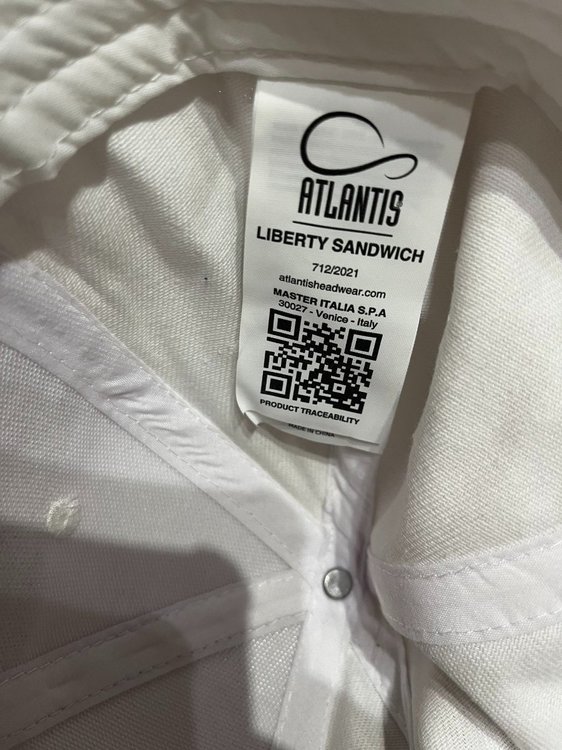 ATLANTIS
LIBERTY SANDWICH
712/2021
atlantisheadwear.com
MASTER ITALIA S.P.A
30027 - Venice - Italy
PRODUCT TRACEABILITY
MADE IN CHINA